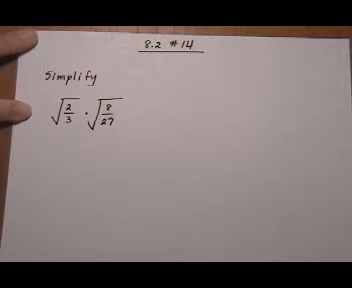 8.2 #14
Simplify
√(2/3) · √(8/27)